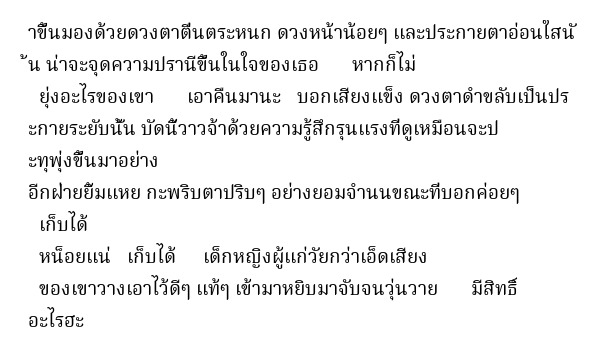 าขึ้นมองด้วยดวงตาตื่นตระหนก ดวงหน้าน้อยๆ และประกายตาอ่อนใสนั
้น น่าจะจุดความปรานีขึ้นในใจของเธอ หากก็ไม่
ยุ่งอะไรของเขา เอาคืนมานะ บอกเสียงแข็ง ดวงตาดำขลับเป็นปร
ะกายระยับนั้น บัดนี้วาวจ้าด้วยความรู้สึกรุนแรงที่ดูเหมือนจะป
ะทุพุ่งขึ้นมาอย่าง
อีกฝ่ายยิ้มแหย กะพริบตาปริบๆ อย่างยอมจำนนขณะที่บอกค่อยๆ
เก็บได้
หน็อยแน่ เก็บได้ เด็กหญิงผู้แก่วัยกว่าเอ็ดเสียง
ของเขาวางเอาไว้ดีๆ แท้ๆ เข้ามาหยิบมาจับจนวุ่นวาย มีสิทธิ์
อะไรฮะ